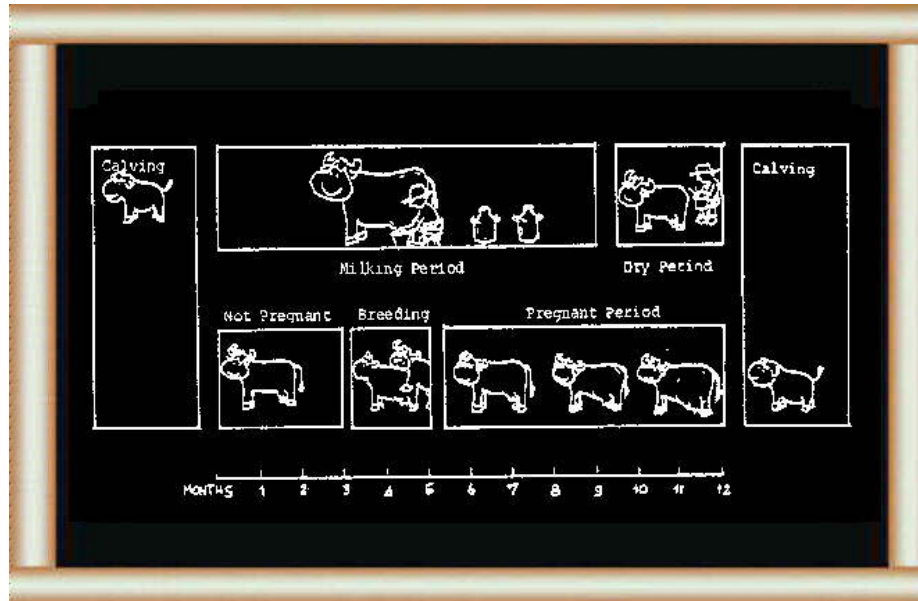 Calving
Calving
Milking Period
Dry Period
Not Pregnant
Breeding
Pregnant Period
MONTHS 1 2 3 4 5 6 7 8 9 10 11 12